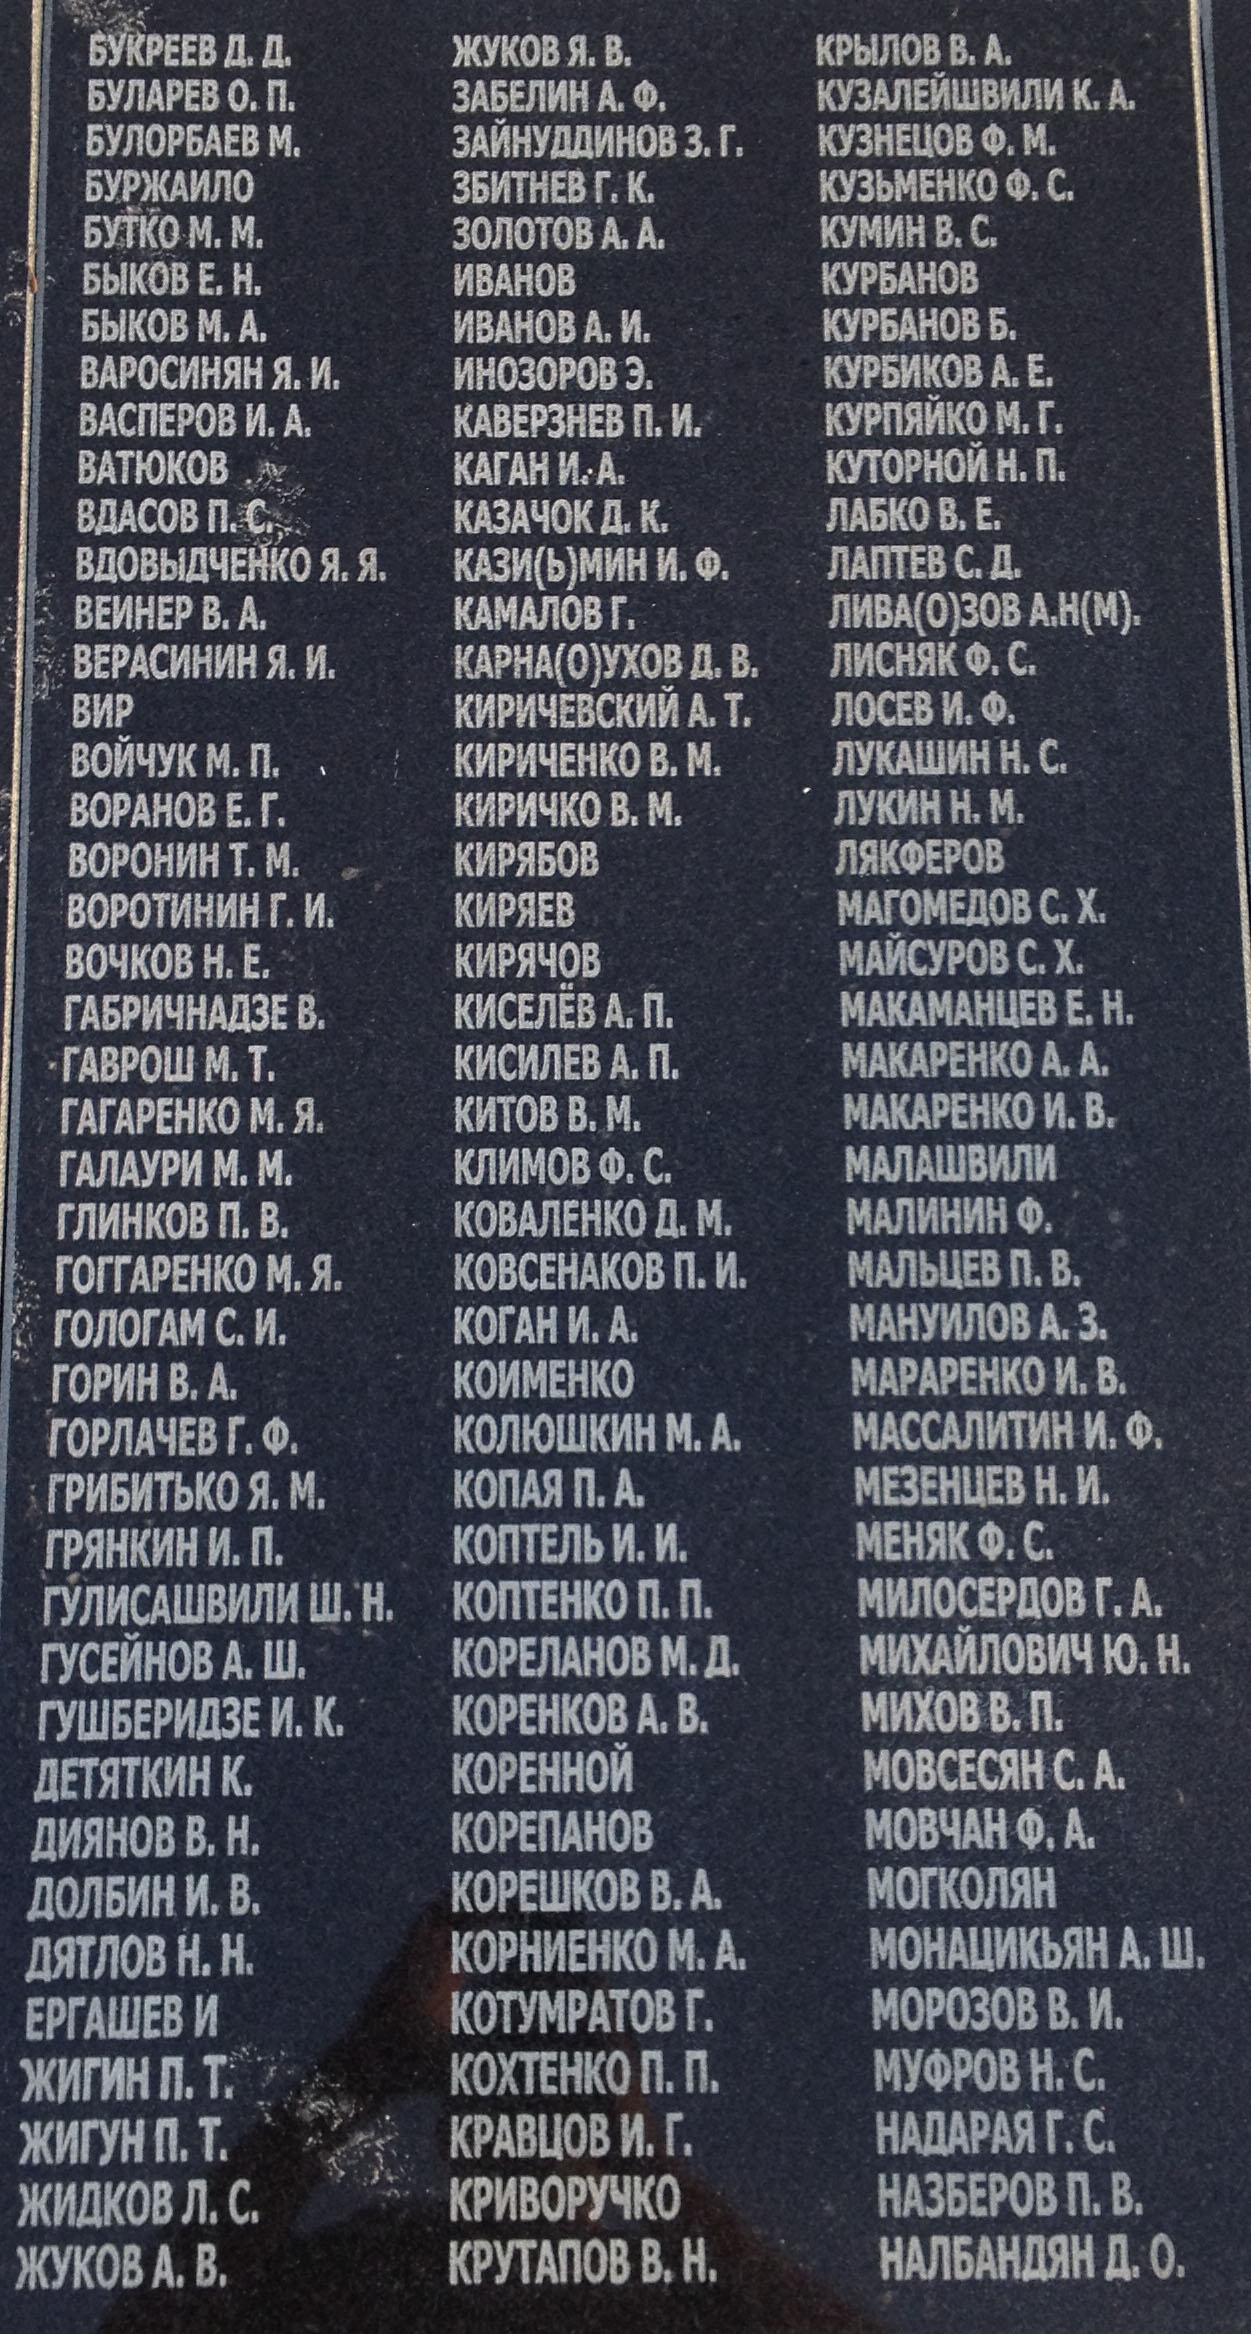 БУКРЕЕВ Д. Д.
БУЛАРЕВ О. П.
БУЛОРБАЕВ М.
БУРЖАИЛО
БУТКО М. М.
БЫКОВ Е. Н.
БЫКОВ М. А.
ВАРОСИНЯН Я. И.
ВАСПЕРОВ И. А.
ВАТЮКОВ
ВДАСОВ П. С.
ВДОВЫДЧЕНКО Я. Я.
ВЕИНЕР В. А.
ВЕРАСИНИН Я. И.
ВИР
ВОЙЧУК М. П.
ВОРАНОВ Е. Г.
ВОРОНИН Т. М.
ВОРОТИНИН Г. И.
ВОЧКОВ Н. Е.
ГАБРИЧНАДЗЕ В.
ГАВРОШ М. Т.
ГАГАРЕНКО М. Я.
ГАЛАУРИ М. М.
ГЛИНКОВ П. В.
ГОГГАРЕНКО М. Я.
ГОЛОГАМ С. И.
ГОРИН В. А.
ГОРЛАЧЕВ Г. Ф.
ГРИБИТЬКО Я. М.
ГРЯНКИН И. П.
ГУЛИСАШВИЛИ Ш. Н.
ГУСЕЙНОВ А. Ш.
ГУШБЕРИДЗЕ И. К.
ДЕТЯТКИН К.
ДИЯНОВ В. Н.
ДОЛБИН И. В.
ДЯТЛОВ Н. Н.
ЕРГАШЕВ И
ЖИГИН П. Т.
ЖИГУН П. Т.
ЖИДКОВ Л. С.
ЖУКОВ А. В.
ЖУКОВ Я. В.
ЗАБЕЛИН А. Ф.
ЗАЙНУДДИНОВ З. Г.
ЗБИТНЕВ Г. К.
ЗОЛОТОВ А. А.
ИВАНОВ
ИВАНОВ А. И.
ИНОЗОРОВ Э.
КАВЕРЗНЕВ П. И.
КАГАН И. А.
КАЗАЧОК Д. К.
КАЗИ(Ь)МИН И. Ф.
КАМАЛОВ Г.
КАРНА(О)УХОВ Д. В.
КИРИЧЕВСКИЙ А. Т.
КИРИЧЕНКО В. М.
КИРИЧКО В. М.
КИРЯБОВ
КИРЯЕВ
КИРЯЧОВ
КИСЕЛЁВ А. П.
КИСИЛЕВ А. П.
КИТОВ В. М.
КЛИМОВ Ф. С.
КОВАЛЕНКО Д. М.
КОВСЕНАКОВ П. И.
КОГАН И. А.
КОИМЕНКО
КОЛЮШКИН М. А.
КОПАЯ П. А.
КОПТЕЛЬ И. И.
КОПТЕНКО П. П.
КОРЕЛАНОВ М. Д.
КОРЕНКОВ А. В.
КОРЕННОЙ
КОРЕПАНОВ
КОРЕШКОВ В. А.
КОРНИЕНКО М. А.
КОТУМРАТОВ Г.
КОХТЕНКО П. П.
КРАВЦОВ И. Г.
КРИВОРУЧКО
КРУТАПОВ В. Н.
КРЫЛОВ В. А.
КУЗАЛЕЙШВИЛИ К. А.
КУЗНЕЦОВ Ф. М.
КУЗЬМЕНКО Ф. С.
КУМИН В. С.
КУРБАНОВ
КУРБАНОВ Б.
КУРБИКОВ А. Е.
КУРПЯЙКО М. Г.
КУТОРНОЙ Н. П.
ЛАБКО В. Е.
ЛАПТЕВ С. Д.
ЛИВА(О)ЗОВ А.Н(М).
ЛИСНЯК Ф. С.
ЛОСЕВ И. Ф.
ЛУКАШИН Н. С.
ЛУКИН Н. М.
ЛЯКФЕРОВ
МАГОМЕДОВ С. Х.
МАЙСУРОВ С. Х.
МАКАМАНЦЕВ Е. Н.
МАКАРЕНКО А. А.
МАКАРЕНКО И. В.
МАЛАШВИЛИ
МАЛИНИН Ф.
МАЛЬЦЕВ П. В.
МАНУИЛОВ А. З.
МАРАРЕНКО И. В.
МАССАЛИТИН И. Ф.
МЕЗЕНЦЕВ Н. И.
МЕНЯК Ф. С.
МИЛОСЕРДОВ Г. А.
МИХАЙЛОВИЧ Ю. Н.
МИХОВ В. П.
МОВСЕСЯН С. А.
МОВЧАН Ф. А.
МОГКОЛЯН
МОНАЦИКЬЯН А. Ш.
МОРОЗОВ В. И.
МУФРОВ Н. С.
НАДАРАЯ Г. С.
НАЗБЕРОВ П. В.
НАЛБАНДЯН Д. О.